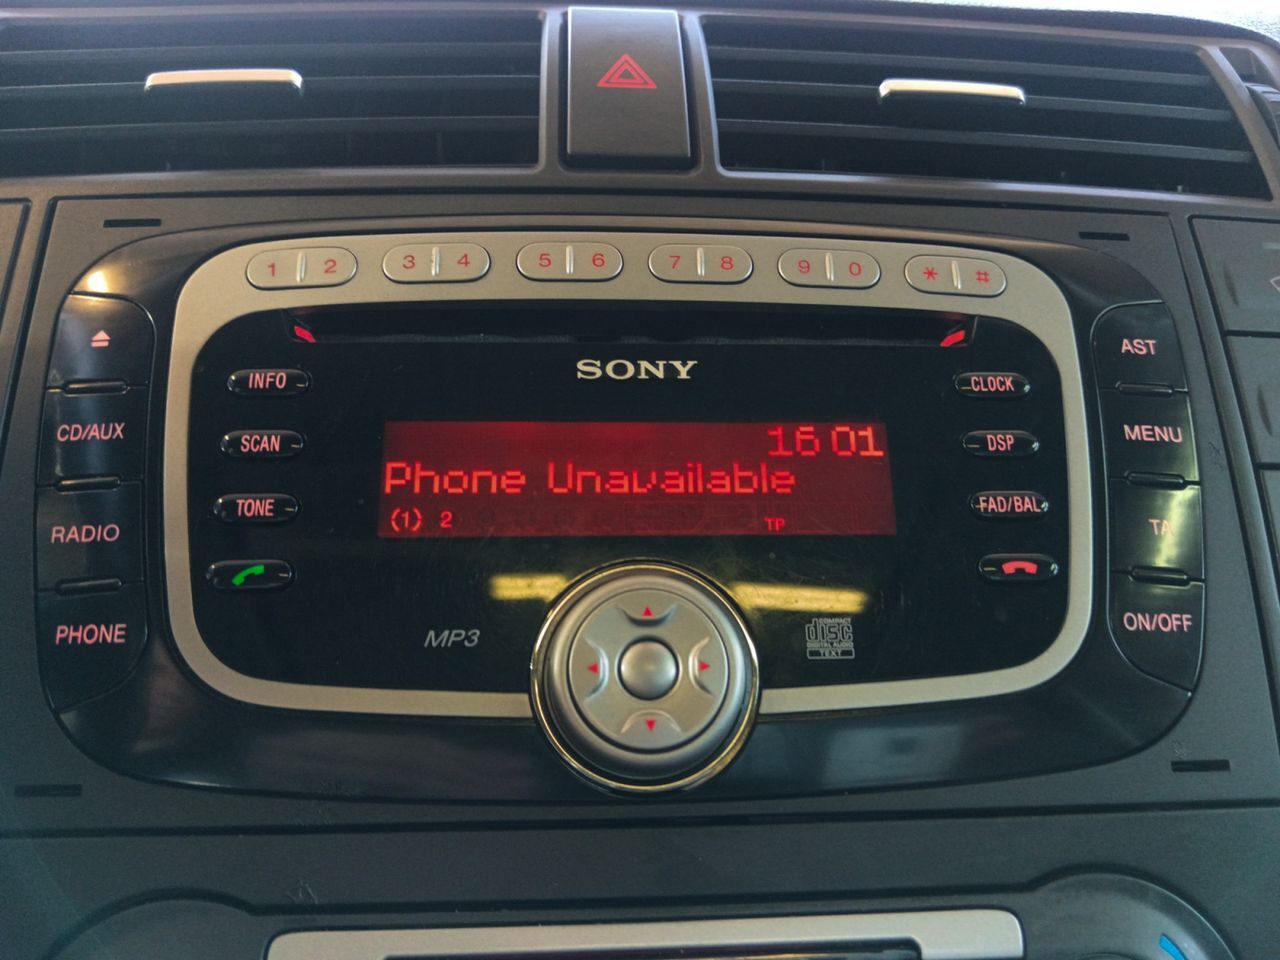 1 2 3 4 5 6 7 8 9 0 * #
SONY
INFO
CLOCK
AST
CD/AUX
SCAN
16 01
DSP
MENU
Phone Unavailable
(1) 2
TP
RADIO
TONE
FAD/BAL
TA
PHONE
MP3
COMPACT
disc
DIGITAL AUDIO
TEXT
ON/OFF